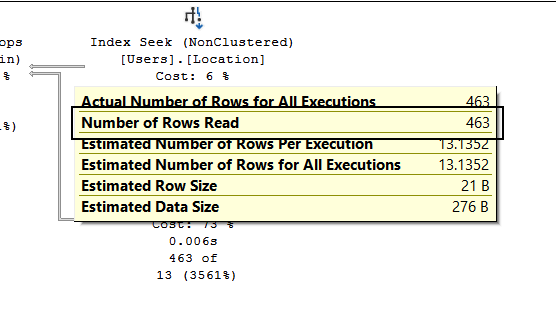 ops
Index Seek (NonClustered)
in)
[Users].[Location]
%
Cost: 6 %
Actual Number of Rows for All Executions 463
Number of Rows Read 463
%)
Estimated Number of Rows Per Execution 13.1352
Estimated Number of Rows for All Executions 13.1352
Estimated Row Size 21 B
Estimated Data Size 276 B
Cost: 73 %
0.006s
463 of
13 (3561%)